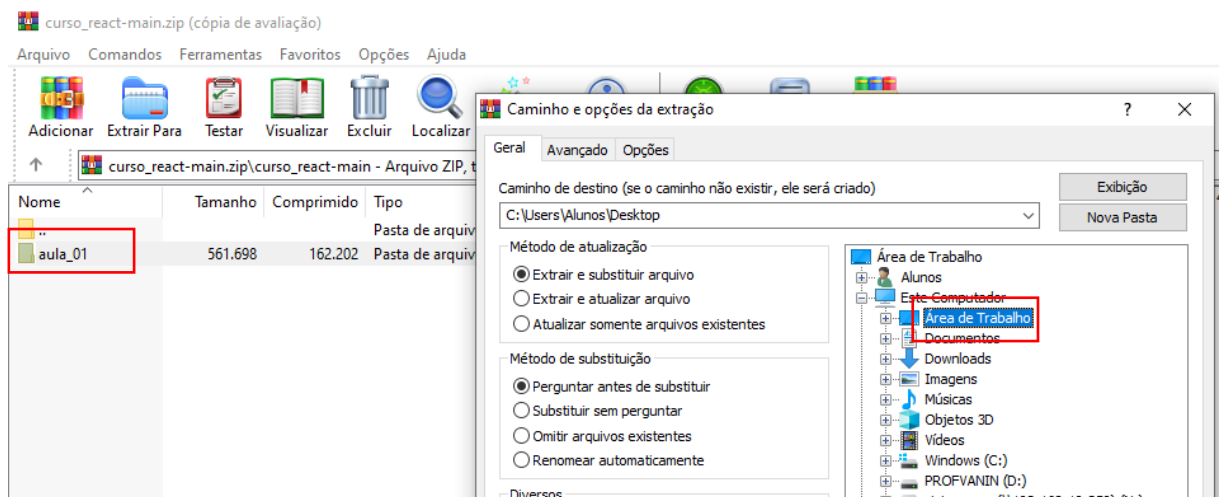 curso_react-main.zip (cópia de avaliação)
Arquivo Comandos Ferramentas Favoritos Opções Ajuda
Adicionar Extrair Para Testar Visualizar Excluir Localizar
curso_react-main.zip\curso_react-main - Arquivo ZIP, t
Nome Tamanho Comprimido Tipo
.. Pasta de arquiv
aula_01 561.698 162.202 Pasta de arquiv
Caminho e opções da extração ?
Geral Avançado Opções
Caminho de destino (se o caminho não existir, ele será criado)
Exibição
C:\Users\Alunos\Desktop
Nova Pasta
Método de atualização
Extrair e substituir arquivo
Extrair e atualizar arquivo
Atualizar somente arquivos existentes
Método de substituição
Perguntar antes de substituir
Substituir sem perguntar
Omitir arquivos existentes
Renomear automaticamente
Diversos
Área de Trabalho
Alunos
Este Computador
Área de Trabalho
Documentos
Downloads
Imagens
Músicas
Objetos 3D
Vídeos
Windows (C:)
PROFVANIN (D:)